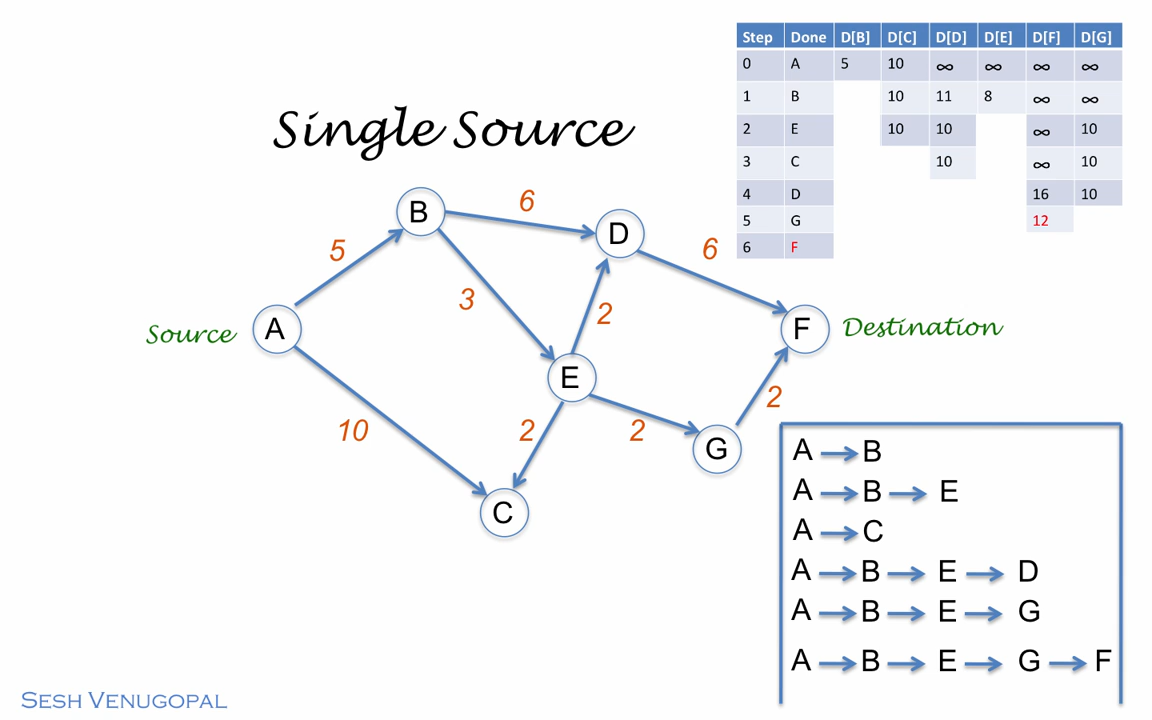 Step Done D[B] D[C] D[D] D[E] D[F] D[G]
0 A 5 10 ∞ ∞ ∞ ∞
1 B 10 11 8 ∞ ∞
2 E 10 10 ∞ 10
3 C 10 ∞ 10
4 D 16 10
5 G 12
6 F
Single Source
B
6
D
6
5
3
2
Source
A
F
Destination
E
10
2
2
2
G
C
A → B
A → B → E
A → C
A → B → E → D
A → B → E → G
A → B → E → G → F
SESH VENUGOPAL